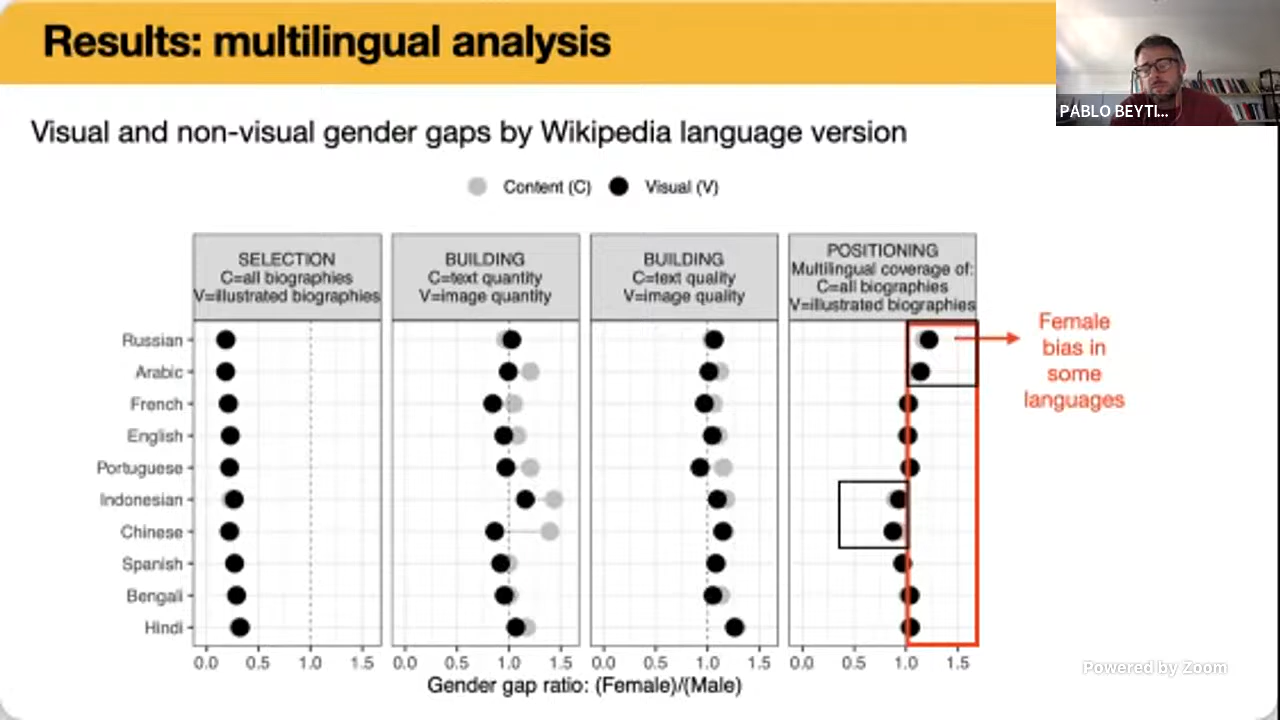 Results: multilingual analysis
PABLO BEYTI...
Visual and non-visual gender gaps by Wikipedia language version
Content (C) Visual (V)
SELECTION
C=all biographies
V=illustrated biographies
BUILDING
C=text quantity
V=image quantity
BUILDING
C=text quality
V=image quality
POSITIONING
Multilingual coverage of:
C=all biographies
V=illustrated biographies
Russian
Arabic
French
English
Portuguese
Indonesian
Chinese
Spanish
Bengali
Hindi
Female
bias in
some
languages
0.0 0.5 1.0 1.5 0.0 0.5 1.0 1.5 0.0 0.5 1.0 1.5 0.0 0.5 1.0 1.5
Gender gap ratio: (Female)/(Male)
Powered by Zoom